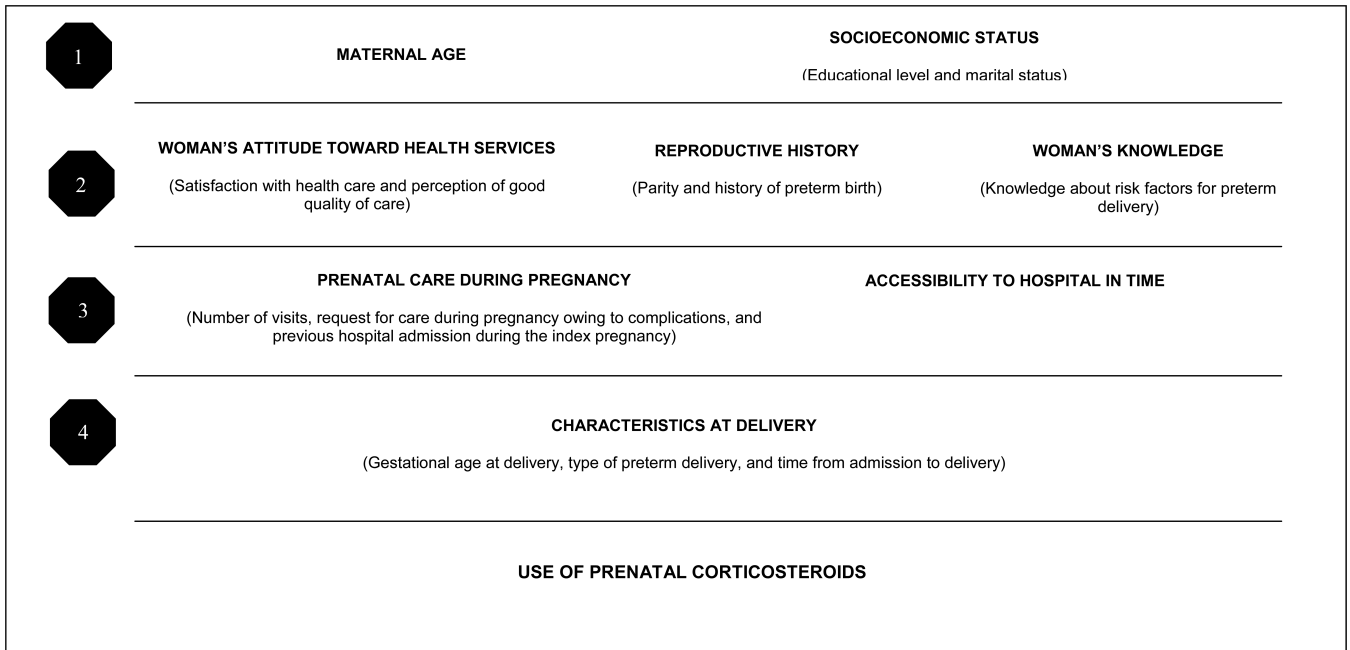 1
MATERNAL AGE
SOCIOECONOMIC STATUS
(Educational level and marital status)
2
WOMAN’S ATTITUDE TOWARD HEALTH SERVICES
(Satisfaction with health care and perception of good
quality of care)
REPRODUCTIVE HISTORY
(Parity and history of preterm birth)
WOMAN’S KNOWLEDGE
(Knowledge about risk factors for preterm
delivery)
3
PRENATAL CARE DURING PREGNANCY
(Number of visits, request for care during pregnancy owing to complications, and
previous hospital admission during the index pregnancy)
ACCESSIBILITY TO HOSPITAL IN TIME
4
CHARACTERISTICS AT DELIVERY
(Gestational age at delivery, type of preterm delivery, and time from admission to delivery)
USE OF PRENATAL CORTICOSTEROIDS